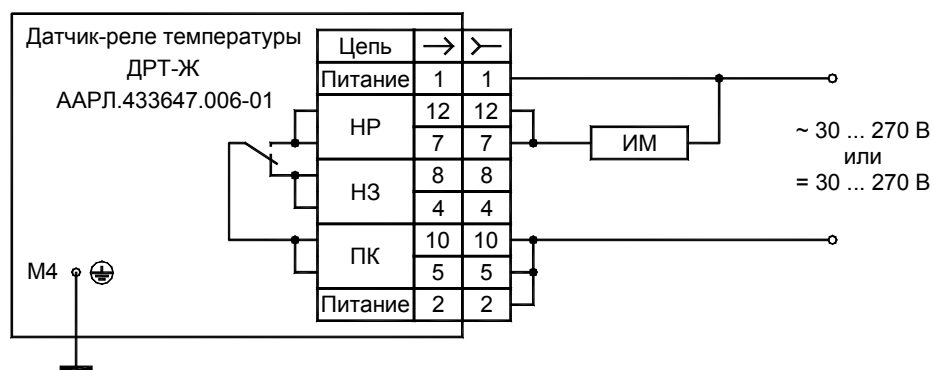 Датчик-реле температуры
ДРТ-Ж
ААРЛ.433647.006-01
Цепь
Питание 1 1
НР
12 12
7 7
НЗ
8 8
4 4
ПК
10 10
5 5
Питание 2 2
ИМ
~ 30 ... 270 В
или
= 30 ... 270 В
М4